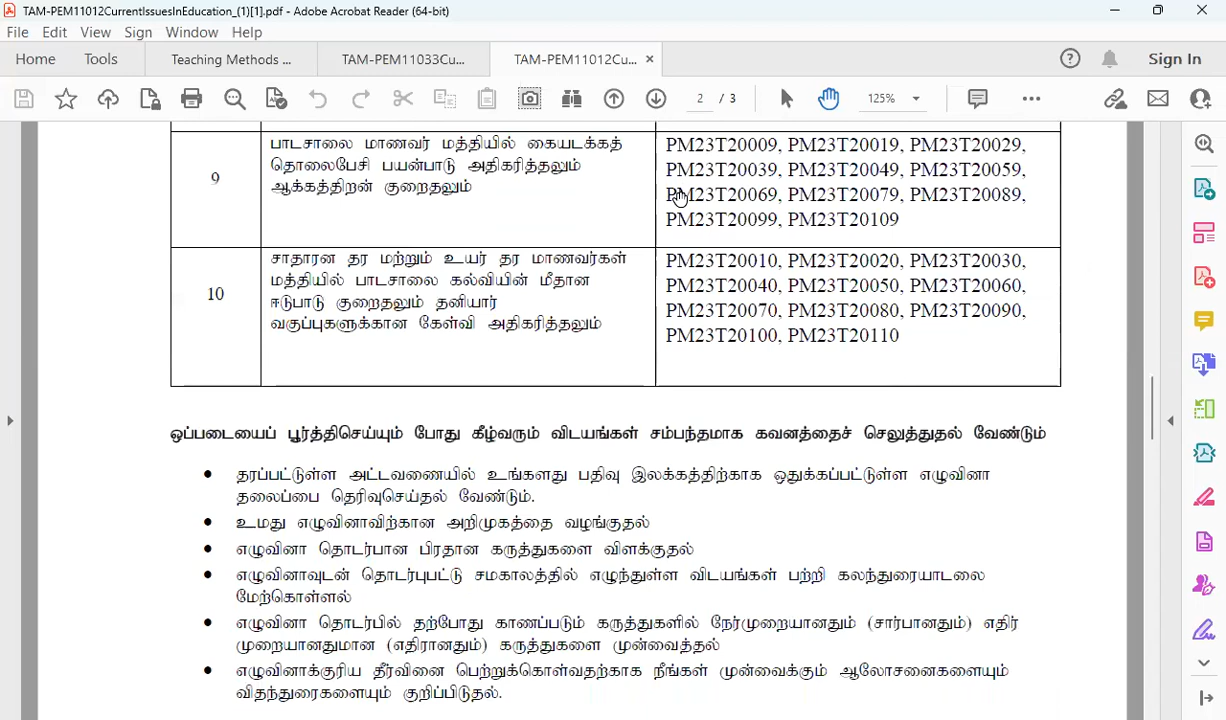 TAM-PEM11012CurrentIssuesInEducation_(1)[1].pdf - Adobe Acrobat Reader (64-bit)
File Edit View Sign Window Help
Home Tools Teaching Methods ... TAM-PEM11033Cu... TAM-PEM11012Cu... Sign In
2 / 3 125%
9
பாடசாலை மாணவர் மத்தியில் கையடக்கத்
தொலைபேசி பயன்பாடு அதிகரித்தலும்
ஆக்கத்திறன் குறைதலும்
PM23T20009, PM23T20019, PM23T20029,
PM23T20039, PM23T20049, PM23T20059,
PM23T20069, PM23T20079, PM23T20089,
PM23T20099, PM23T20109
10
சாதாரன தர மற்றும் உயர் தர மாணவர்கள்
மத்தியில் பாடசாலை கல்வியின் மீதான
ஈடுபாடு குறைதலும் தனியார்
வகுப்புகளுக்கான கேள்வி அதிகரித்தலும்
PM23T20010, PM23T20020, PM23T20030,
PM23T20040, PM23T20050, PM23T20060,
PM23T20070, PM23T20080, PM23T20090,
PM23T20100, PM23T20110
ஒப்படையைப் பூர்த்திசெய்யும் போது கீழ்வரும் விடயங்கள் சம்பந்தமாக கவனத்தைச் செலுத்துதல் வேண்டும்
• தரப்பட்டுள்ள அட்டவணையில் உங்களது பதிவு இலக்கத்திற்காக ஒதுக்கப்பட்டுள்ள எழுவினா
தலைப்பை தெரிவுசெய்தல் வேண்டும்.
• உமது எழுவினாவிற்கான அறிமுகத்தை வழங்குதல்
• எழுவினா தொடர்பான பிரதான கருத்துகளை விளக்குதல்
• எழுவினாவுடன் தொடர்புபட்டு சமகாலத்தில் எழுந்துள்ள விடயங்கள் பற்றி கலந்துரையாடலை
மேற்கொள்ளல்
• எழுவினா தொடர்பில் தற்போது காணப்படும் கருத்துகளில் நேர்முறையானதும் (சார்பானதும்) எதிர்
முறையானதுமான (எதிரானதும்) கருத்துகளை முன்வைத்தல்
• எழுவினாக்குரிய தீர்வினை பெற்றுக்கொள்வதற்காக நீங்கள் முன்வைக்கும் ஆலோசனைகளையும்
விதந்துரைகளையும் குறிப்பிடுதல்.